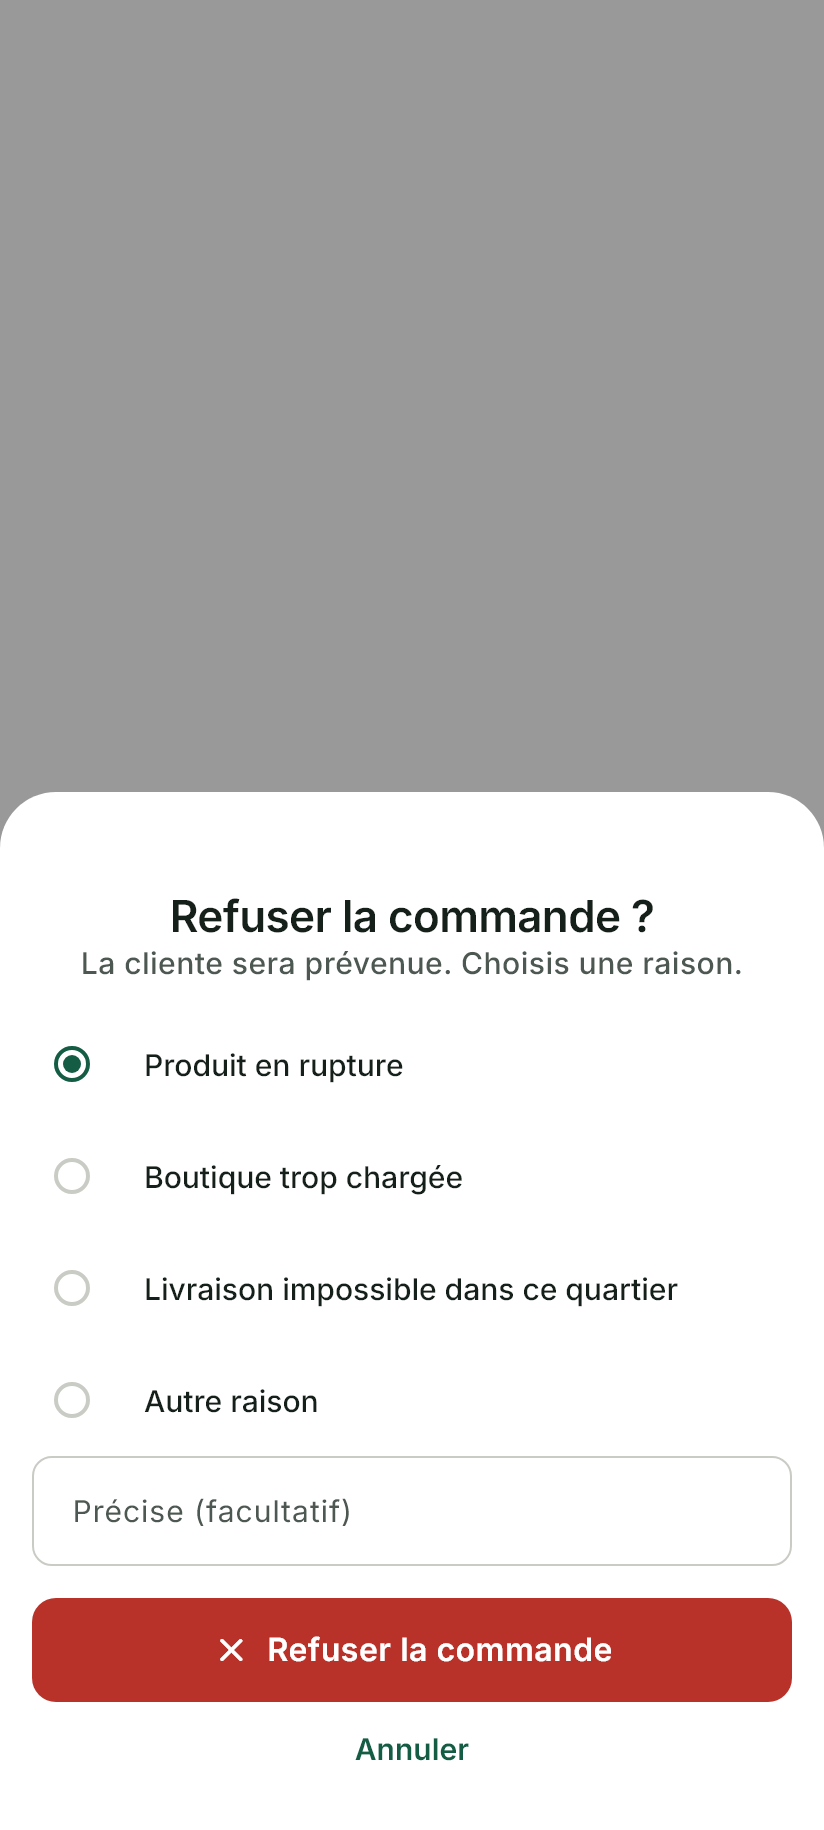 Refuser la commande ?
La cliente sera prévenue. Choisis une raison.
Produit en rupture
Boutique trop chargée
Livraison impossible dans ce quartier
Autre raison
Précise (facultatif)
Refuser la commande
Annuler